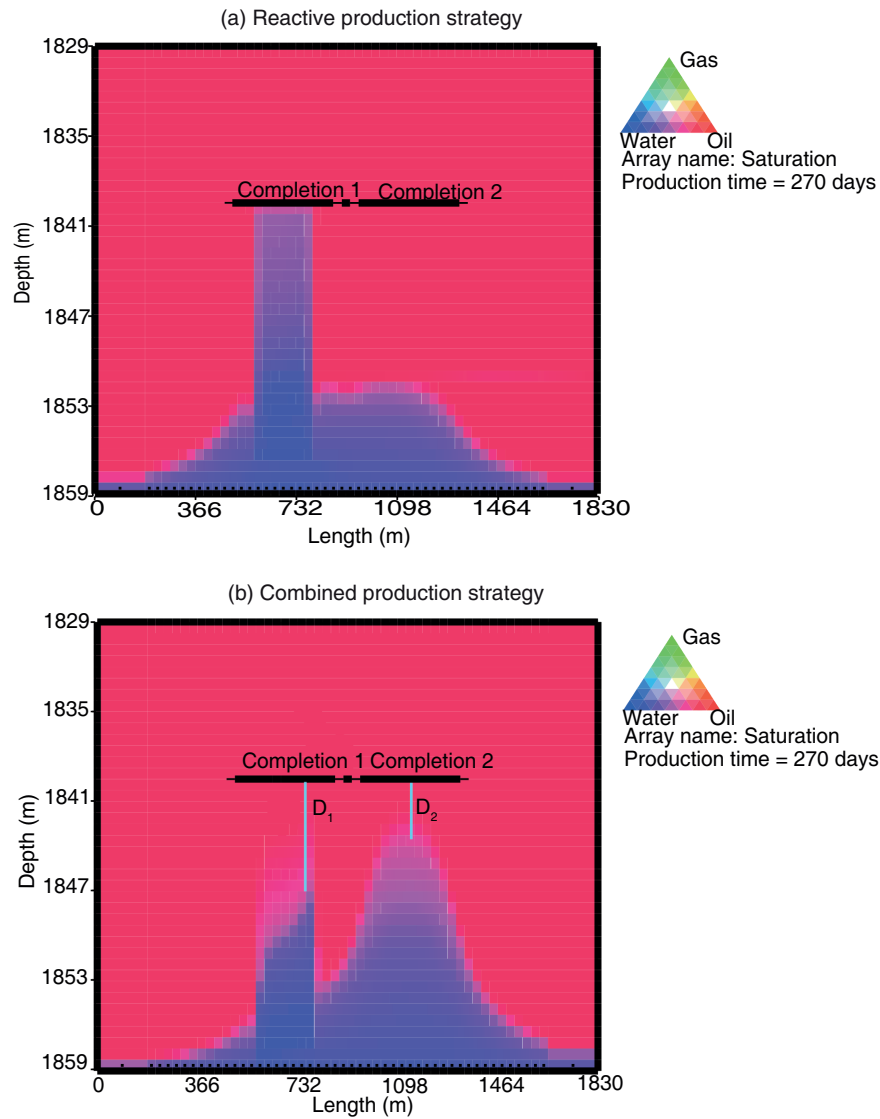 (a) Reactive production strategy
1829
1835
1841
1847
1853
1859
Depth (m)
Completion 1
Completion 2
0
366
732
1098
1464
1830
Length (m)
Gas
Water
Oil
Array name: Saturation
Production time = 270 days
(b) Combined production strategy
1829
1835
1841
1847
1853
1859
Depth (m)
Completion 1
Completion 2
D1
D2
0
366
732
1098
1464
1830
Length (m)
Gas
Water
Oil
Array name: Saturation
Production time = 270 days